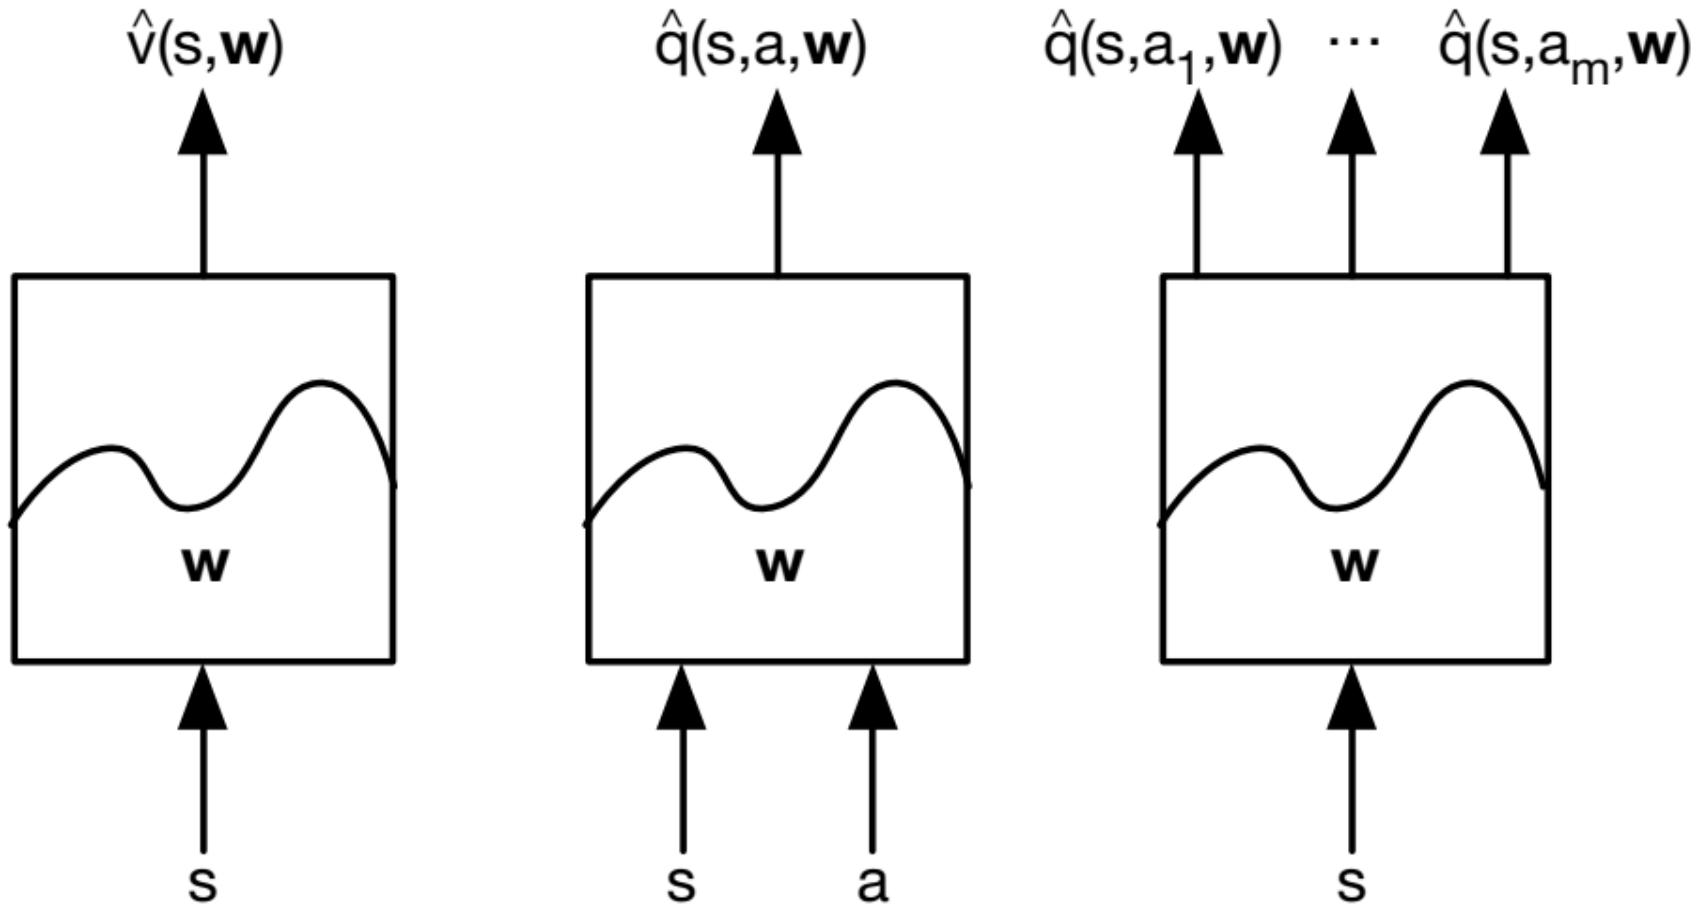 v̂(s,w) q̂(s,a,w) q̂(s,a₁,w) ··· q̂(s,aₘ,w)
w w w
s s a s